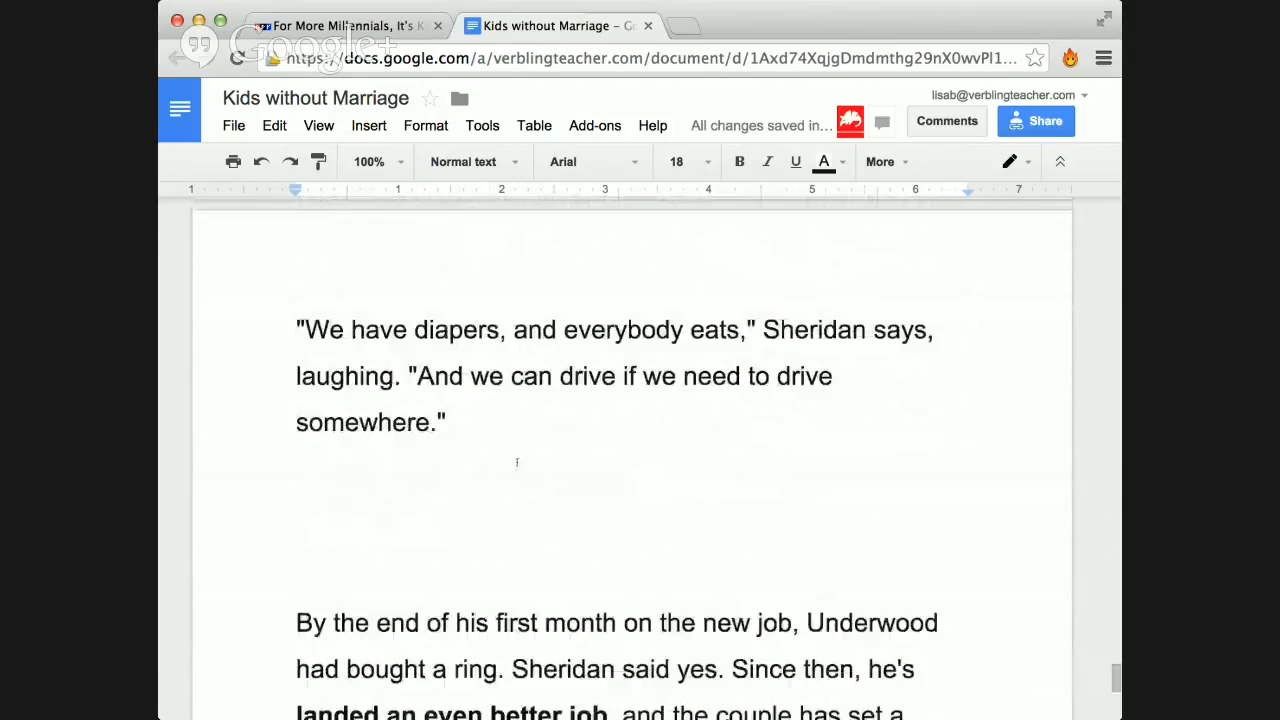 For More Millennials, It's K
Kids without Marriage – Go
Google+
https://docs.google.com/a/verblingteacher.com/document/d/1Axd74XqjgDmdmthg29nX0wvPl1...
Kids without Marriage
lisab@verblingteacher.com
File Edit View Insert Format Tools Table Add-ons Help All changes saved in... Comments Share
100% Normal text Arial 18 B I U A More
1 1 2 3 4 5 6 7
"We have diapers, and everybody eats," Sheridan says,
laughing. "And we can drive if we need to drive
somewhere."
By the end of his first month on the new job, Underwood
had bought a ring. Sheridan said yes. Since then, he's
landed an even better job, and the couple has set a